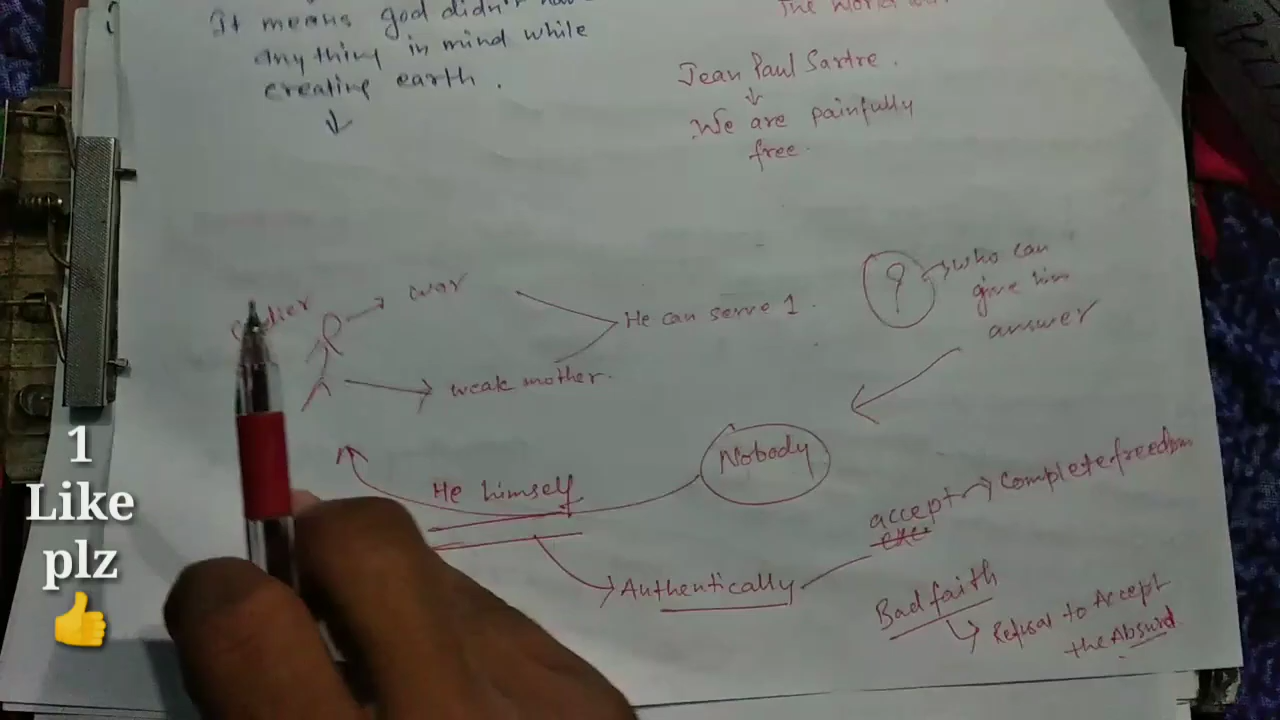 It means god didn't
anything in mind while
creating earth.
The world
Jean Paul Sartre.
We are painfully
free.
war
weak mother.
He can serve 1.
?
who can
give him
answer
Nobody
He himself
Authentically
accept
Complete freedom
Bad faith
Refusal to Accept
the Absurd
1
Like
plz